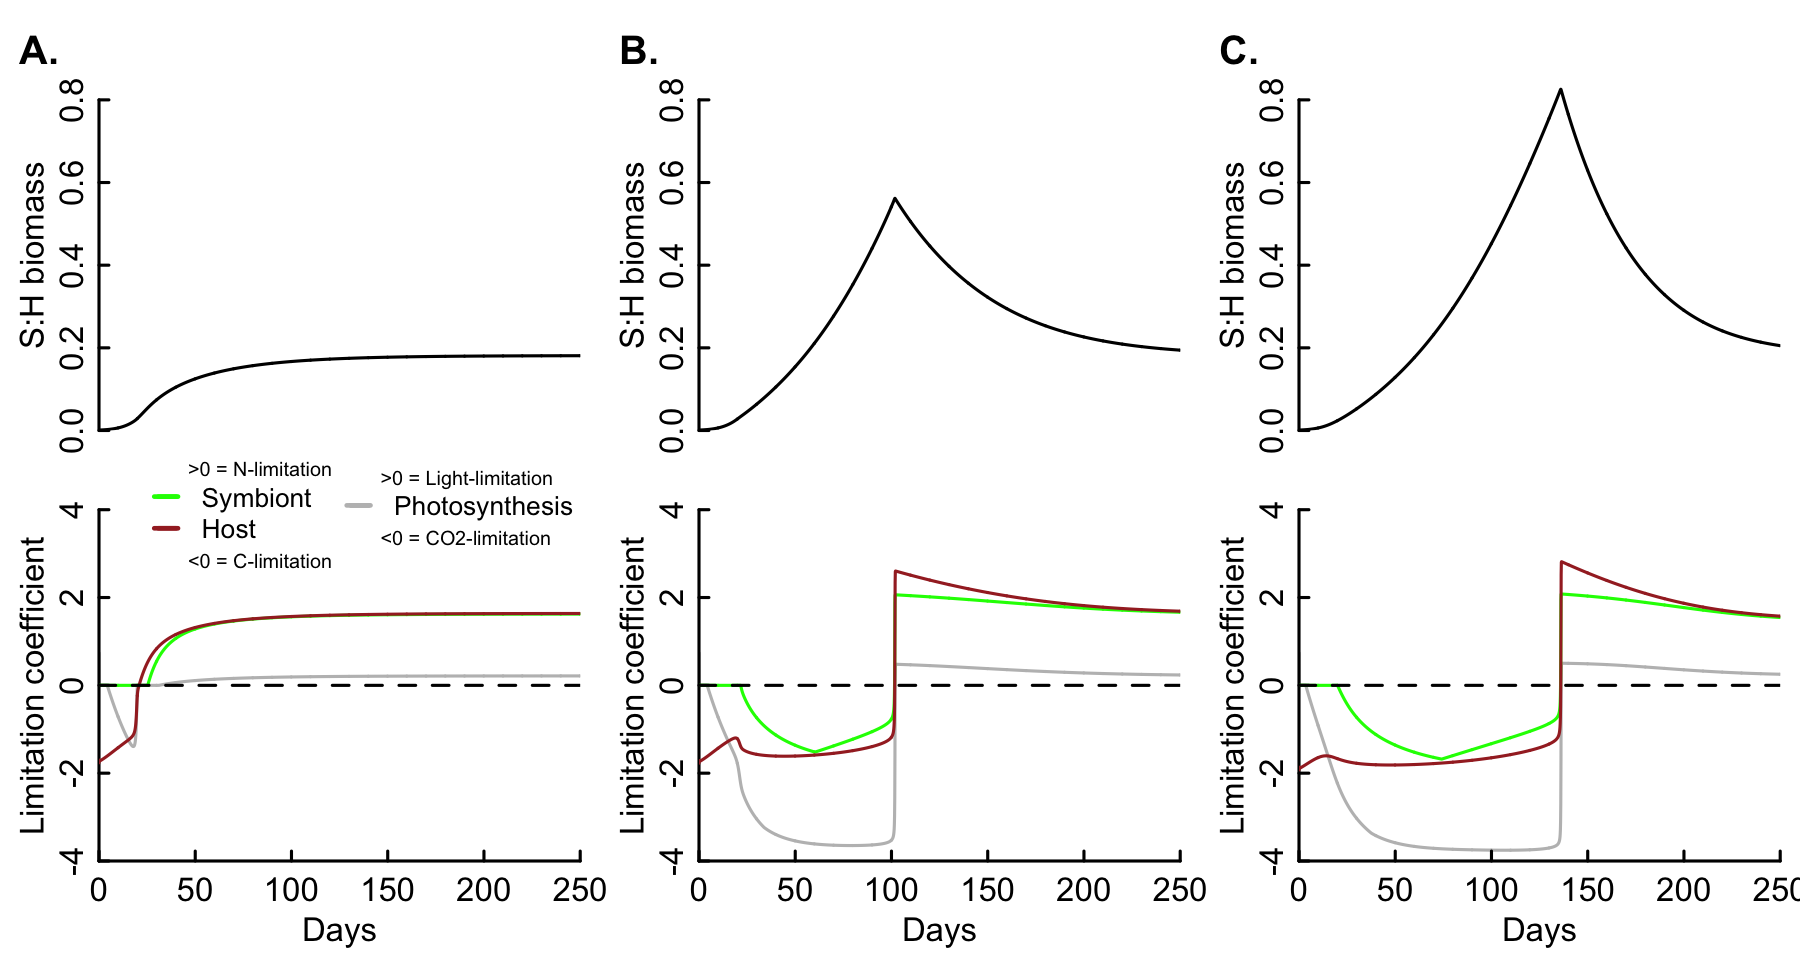 A.
B.
C.
S:H biomass
0.0
0.2
0.4
0.6
0.8
S:H biomass
0.0
0.2
0.4
0.6
0.8
S:H biomass
0.0
0.2
0.4
0.6
0.8
>0 = N-limitation
Symbiont
Host
<0 = C-limitation
>0 = Light-limitation
Photosynthesis
<0 = CO2-limitation
Limitation coefficient
-4
-2
0
2
4
0 50 100 150 200 250
Days
Limitation coefficient
-4
-2
0
2
4
0 50 100 150 200 250
Days
Limitation coefficient
-4
-2
0
2
4
0 50 100 150 200 250
Days